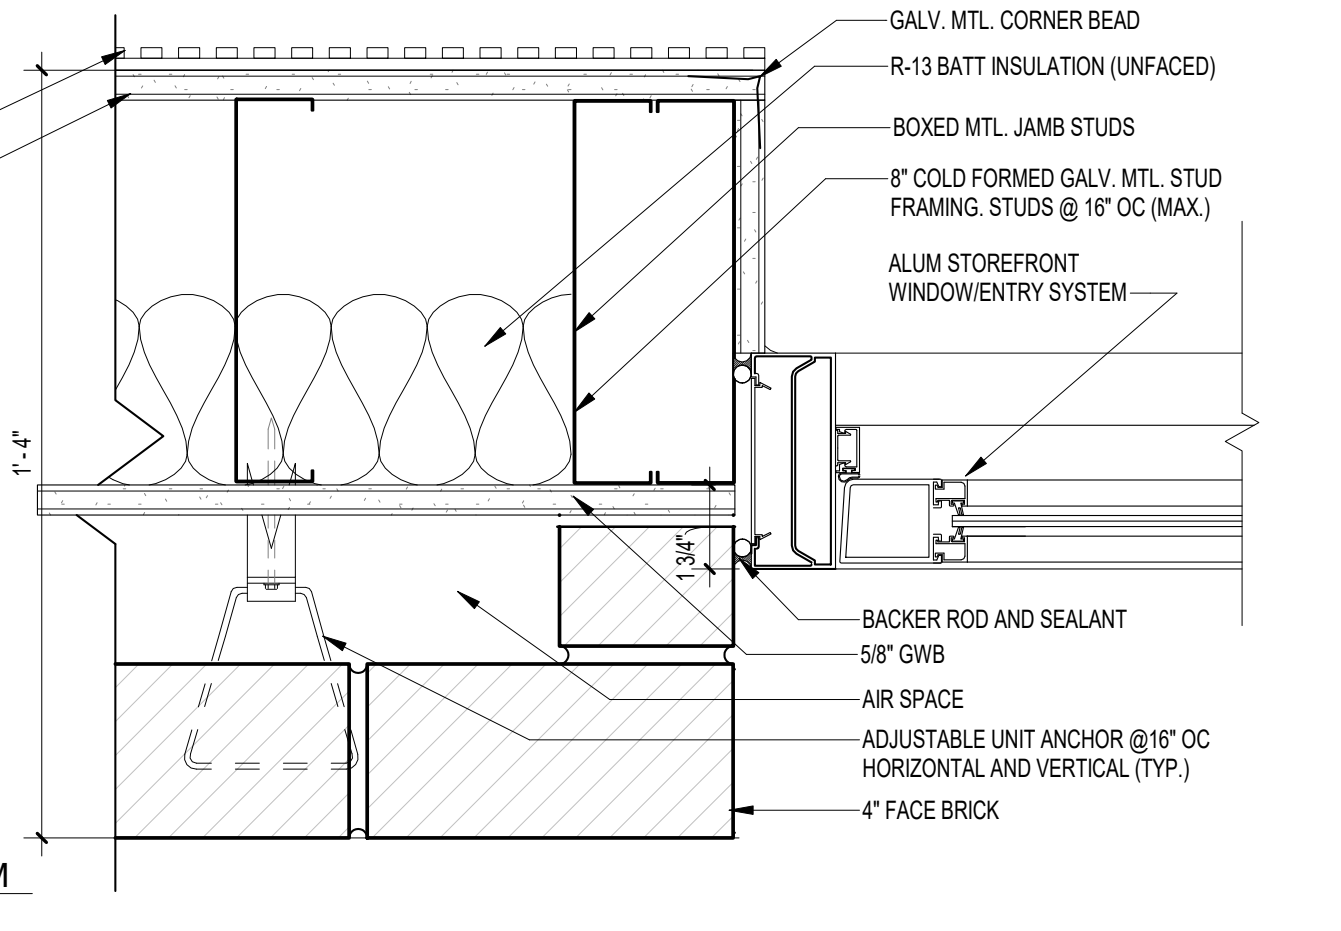 GALV. MTL. CORNER BEAD
R-13 BATT INSULATION (UNFACED)
BOXED MTL. JAMB STUDS
8" COLD FORMED GALV. MTL. STUD
FRAMING. STUDS @ 16" OC (MAX.)
ALUM STOREFRONT
WINDOW/ENTRY SYSTEM
1' - 4"
1 3/4"
BACKER ROD AND SEALANT
5/8" GWB
AIR SPACE
ADJUSTABLE UNIT ANCHOR @16" OC
HORIZONTAL AND VERTICAL (TYP.)
4" FACE BRICK
M